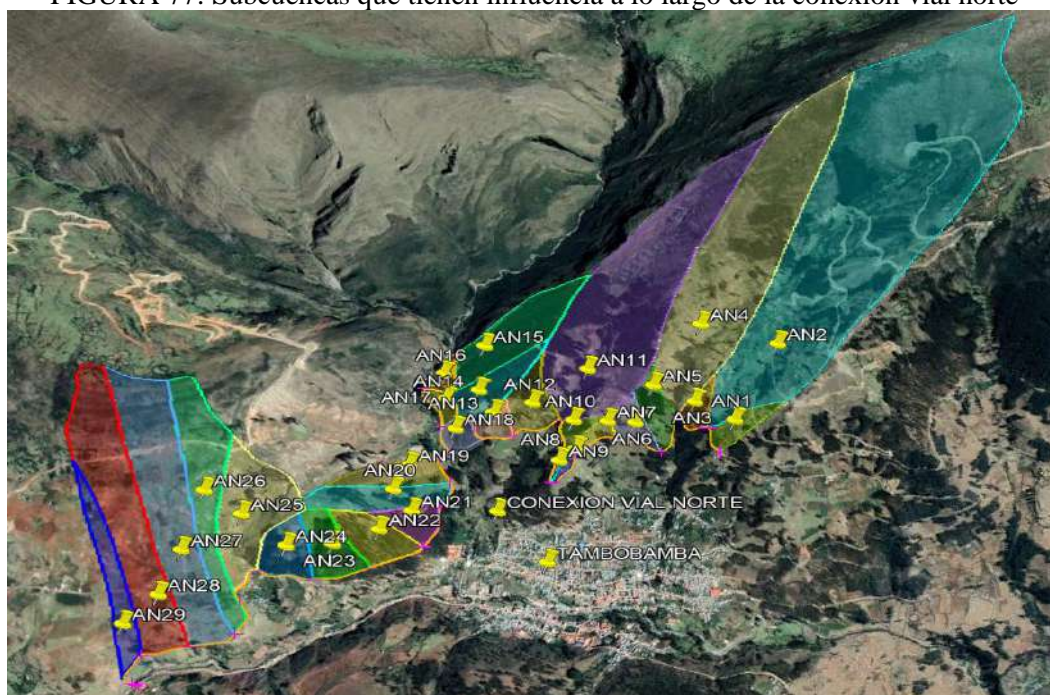 FIGURA 77. Subcuencas que tienen influencia a lo largo de la conexión vial norte
AN4
AN2
AN15
AN11
AN16
AN5
AN14
AN12
AN17
AN13
AN10
AN3
AN1
AN18
AN7
AN8
AN6
AN9
AN19
AN20
AN26
AN25
AN21
CONEXION VIAL NORTE
AN22
AN24
AN23
AN27
TAMBOBAMBA
AN28
AN29